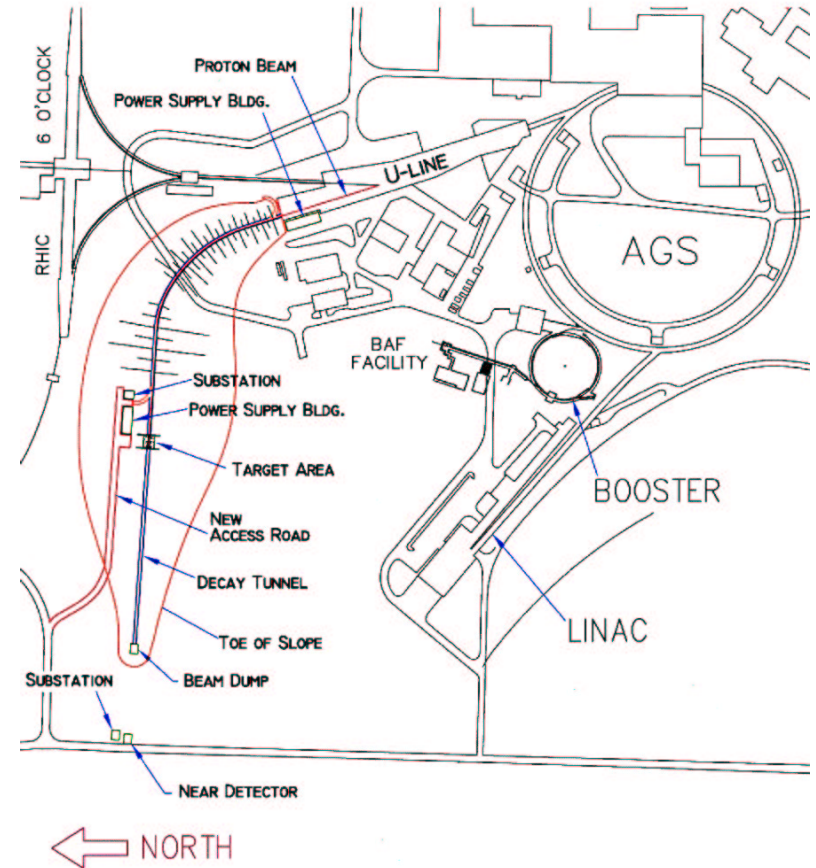 PROTON BEAM
POWER SUPPLY BLDG.
6 O'CLOCK
RHIC
U-LINE
AGS
BAF
FACILITY
SUBSTATION
POWER SUPPLY BLDG.
TARGET AREA
NEW
ACCESS ROAD
BOOSTER
DECAY TUNNEL
LINAC
TOE OF SLOPE
SUBSTATION
BEAM DUMP
NEAR DETECTOR
NORTH